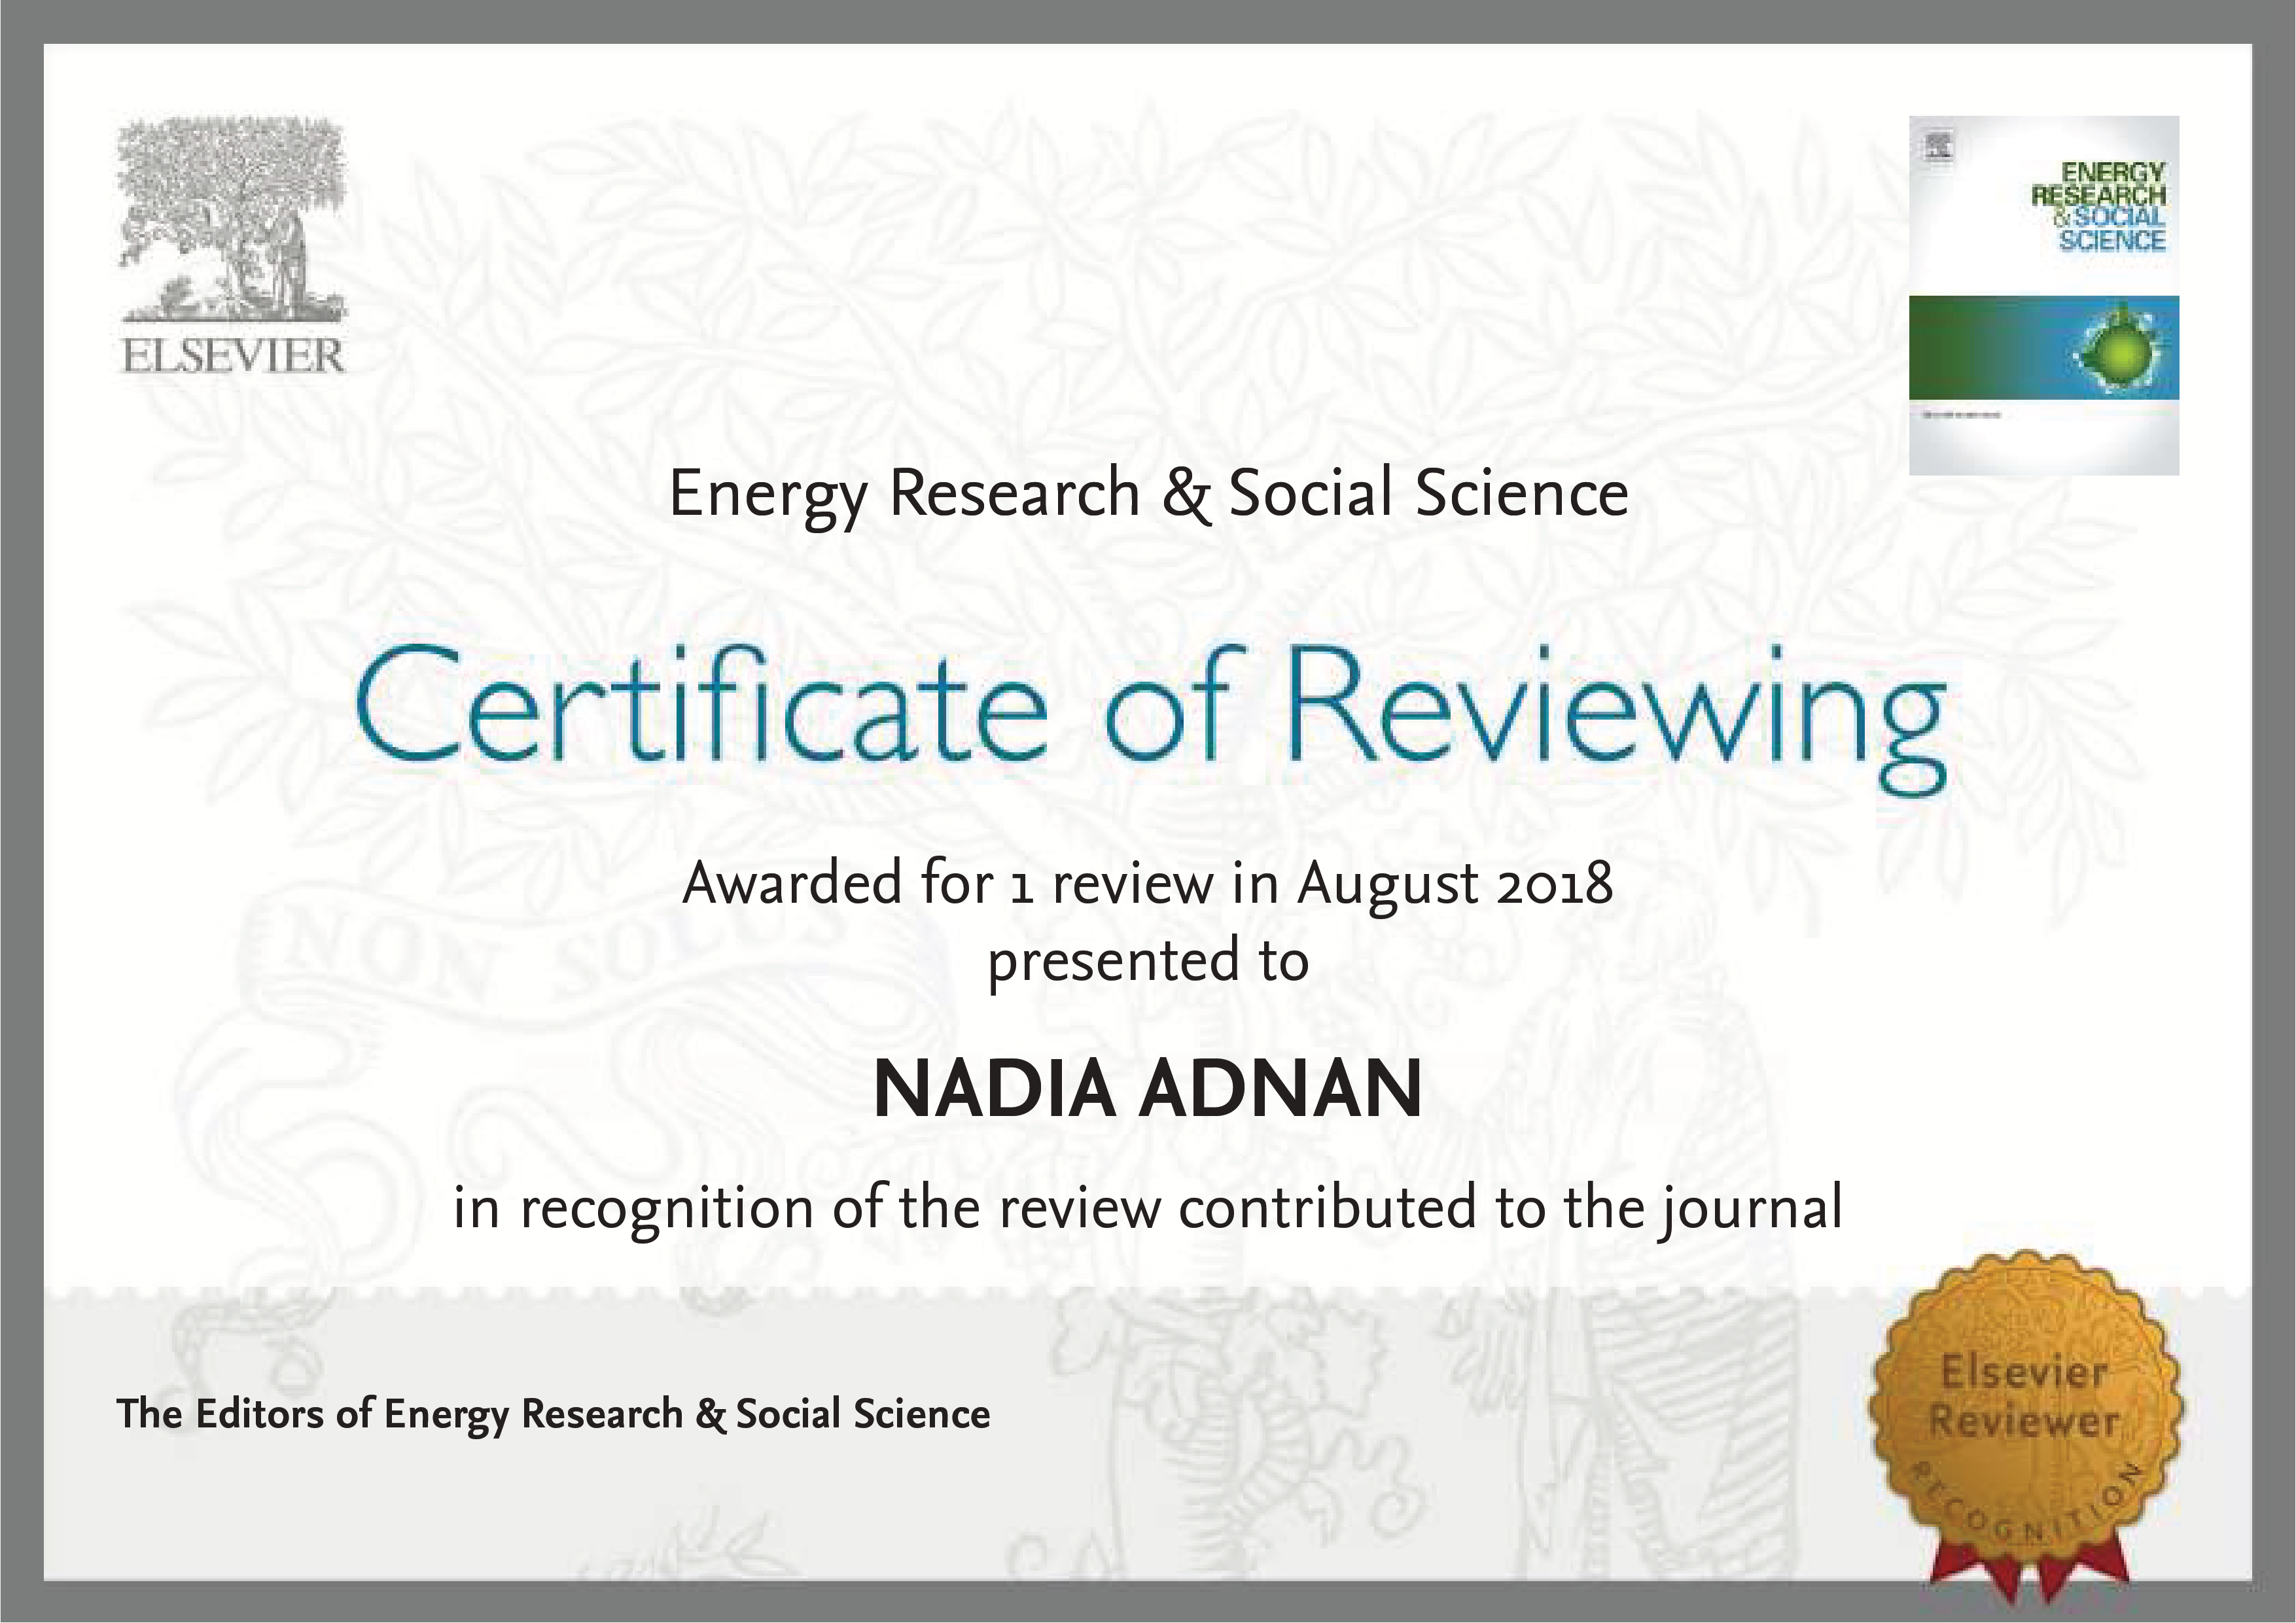 ELSEVIER
ENERGY
RESEARCH
& SOCIAL
SCIENCE
Energy Research & Social Science
Certificate of Reviewing
Awarded for 1 review in August 2018
presented to
NON SOLUS
NADIA ADNAN
in recognition of the review contributed to the journal
The Editors of Energy Research & Social Science
Elsevier
Reviewer
RECOGNITION